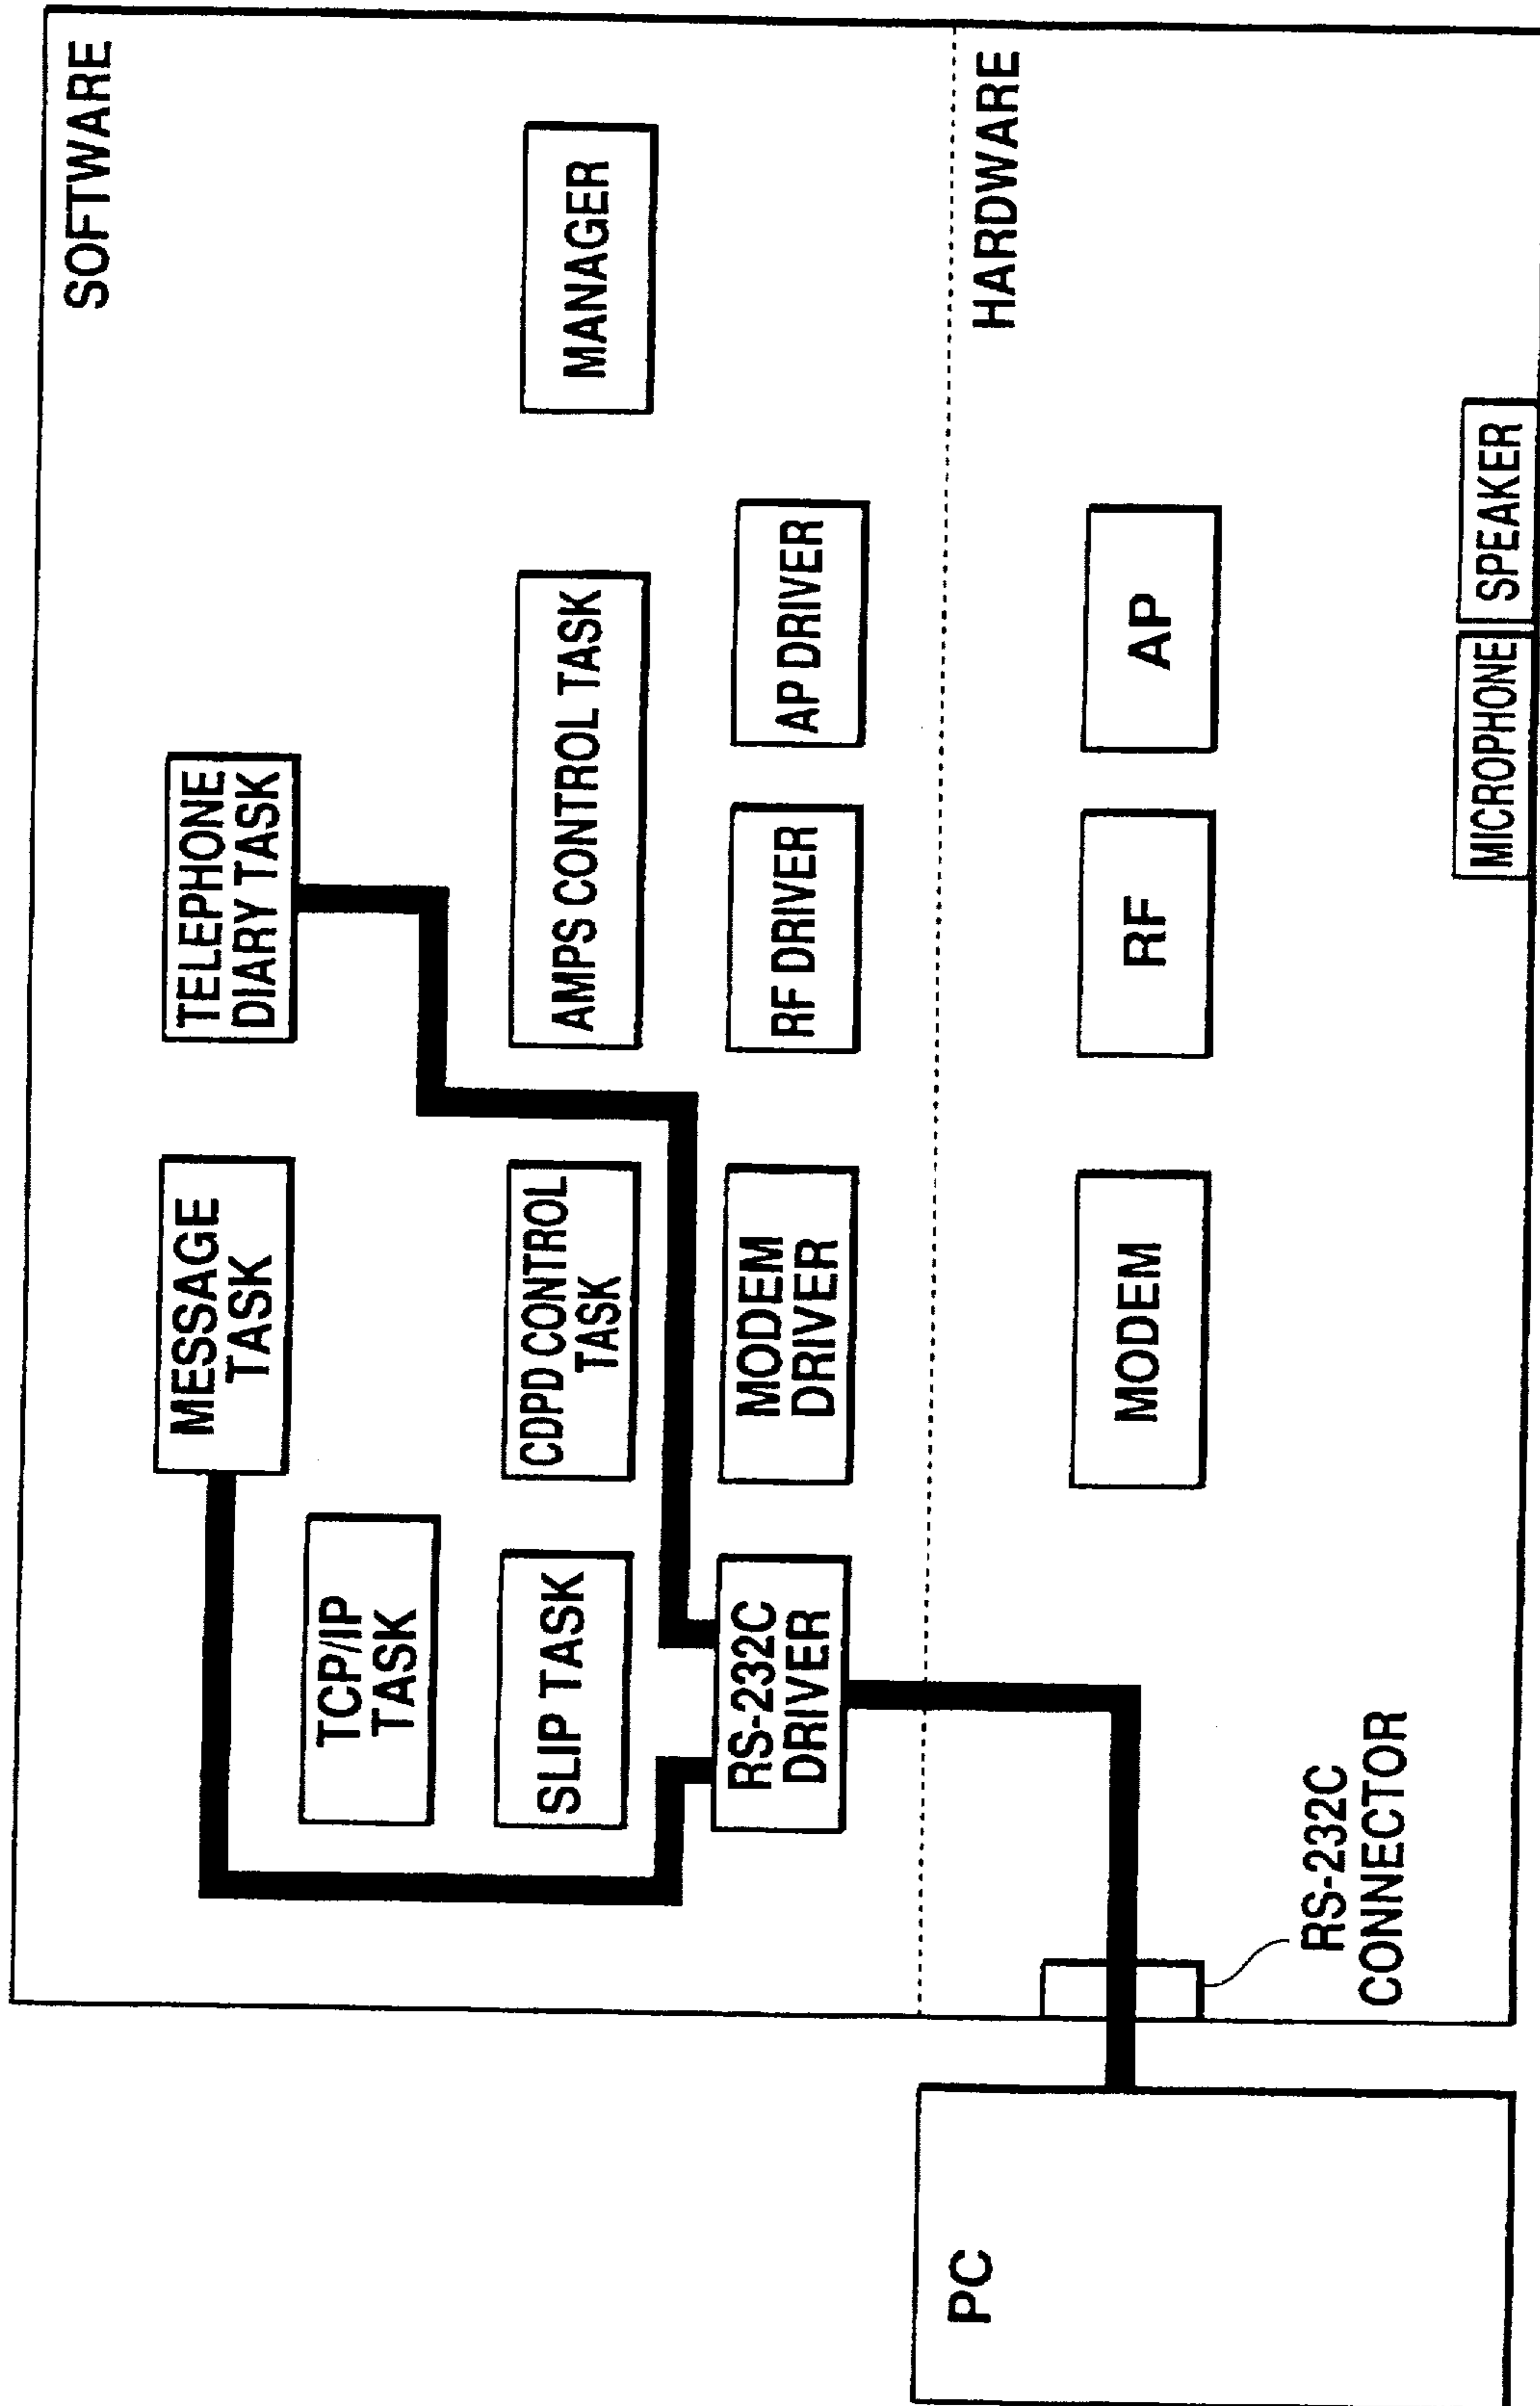 SOFTWARE
MESSAGE
TASK
TELEPHONE
DIARY TASK
TCP/IP
TASK
SLIP TASK
CDPD CONTROL
TASK
AMPS CONTROL TASK
MANAGER
RS-232C
DRIVER
MODEM
DRIVER
RF DRIVER
AP DRIVER
HARDWARE
PC
MODEM
RF
AP
RS-232C
CONNECTOR
MICROPHONE
SPEAKER